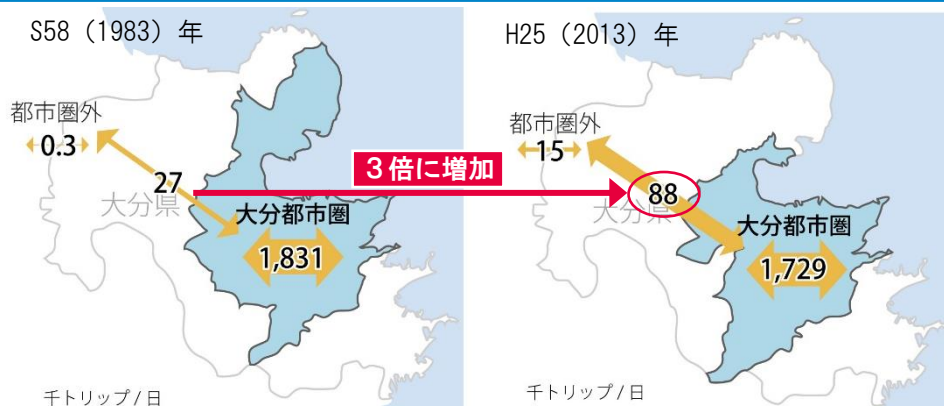 S58（1983）年
都市圏外
0.3
27
大分県
大分都市圏
1,831
千トリップ/日
3倍に増加
H25（2013）年
都市圏外
15
88
大分県
大分都市圏
1,729
千トリップ/日